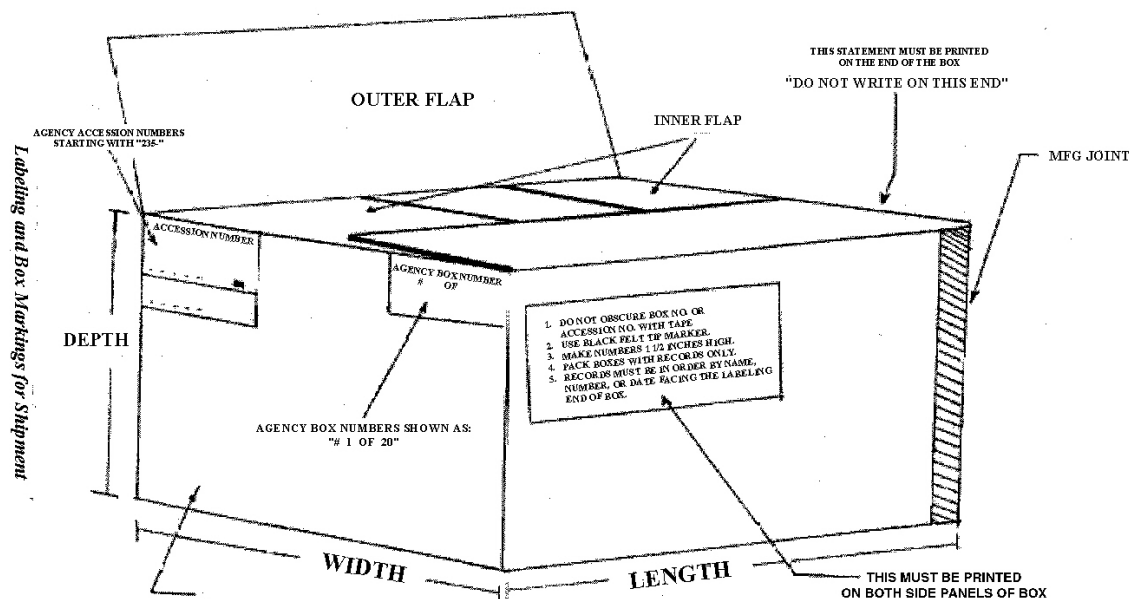 THIS STATEMENT MUST BE PRINTED
ON THE END OF THE BOX
"DO NOT WRITE ON THIS END"
OUTER FLAP
INNER FLAP
AGENCY ACCESSION NUMBERS
STARTING WITH "235-"
MFG JOINT
Labeling and Box Markings for Shipment
ACCESSION NUMBER
AGENCY BOX NUMBER
# OF
DEPTH
1. DO NOT OBSCURE BOX NO. OR
ACCESSION NO. WITH TAPE
2. USE BLACK FELT TIP MARKER.
3. MAKE NUMBERS 1 1/2 INCHES HIGH.
4. PACK BOXES WITH RECORDS ONLY.
5. RECORDS MUST BE IN ORDER BY NAME,
NUMBER, OR DATE FACING THE LABELING
END OF BOX.
AGENCY BOX NUMBERS SHOWN AS:
"# 1 OF 20"
WIDTH
LENGTH
THIS MUST BE PRINTED
ON BOTH SIDE PANELS OF BOX